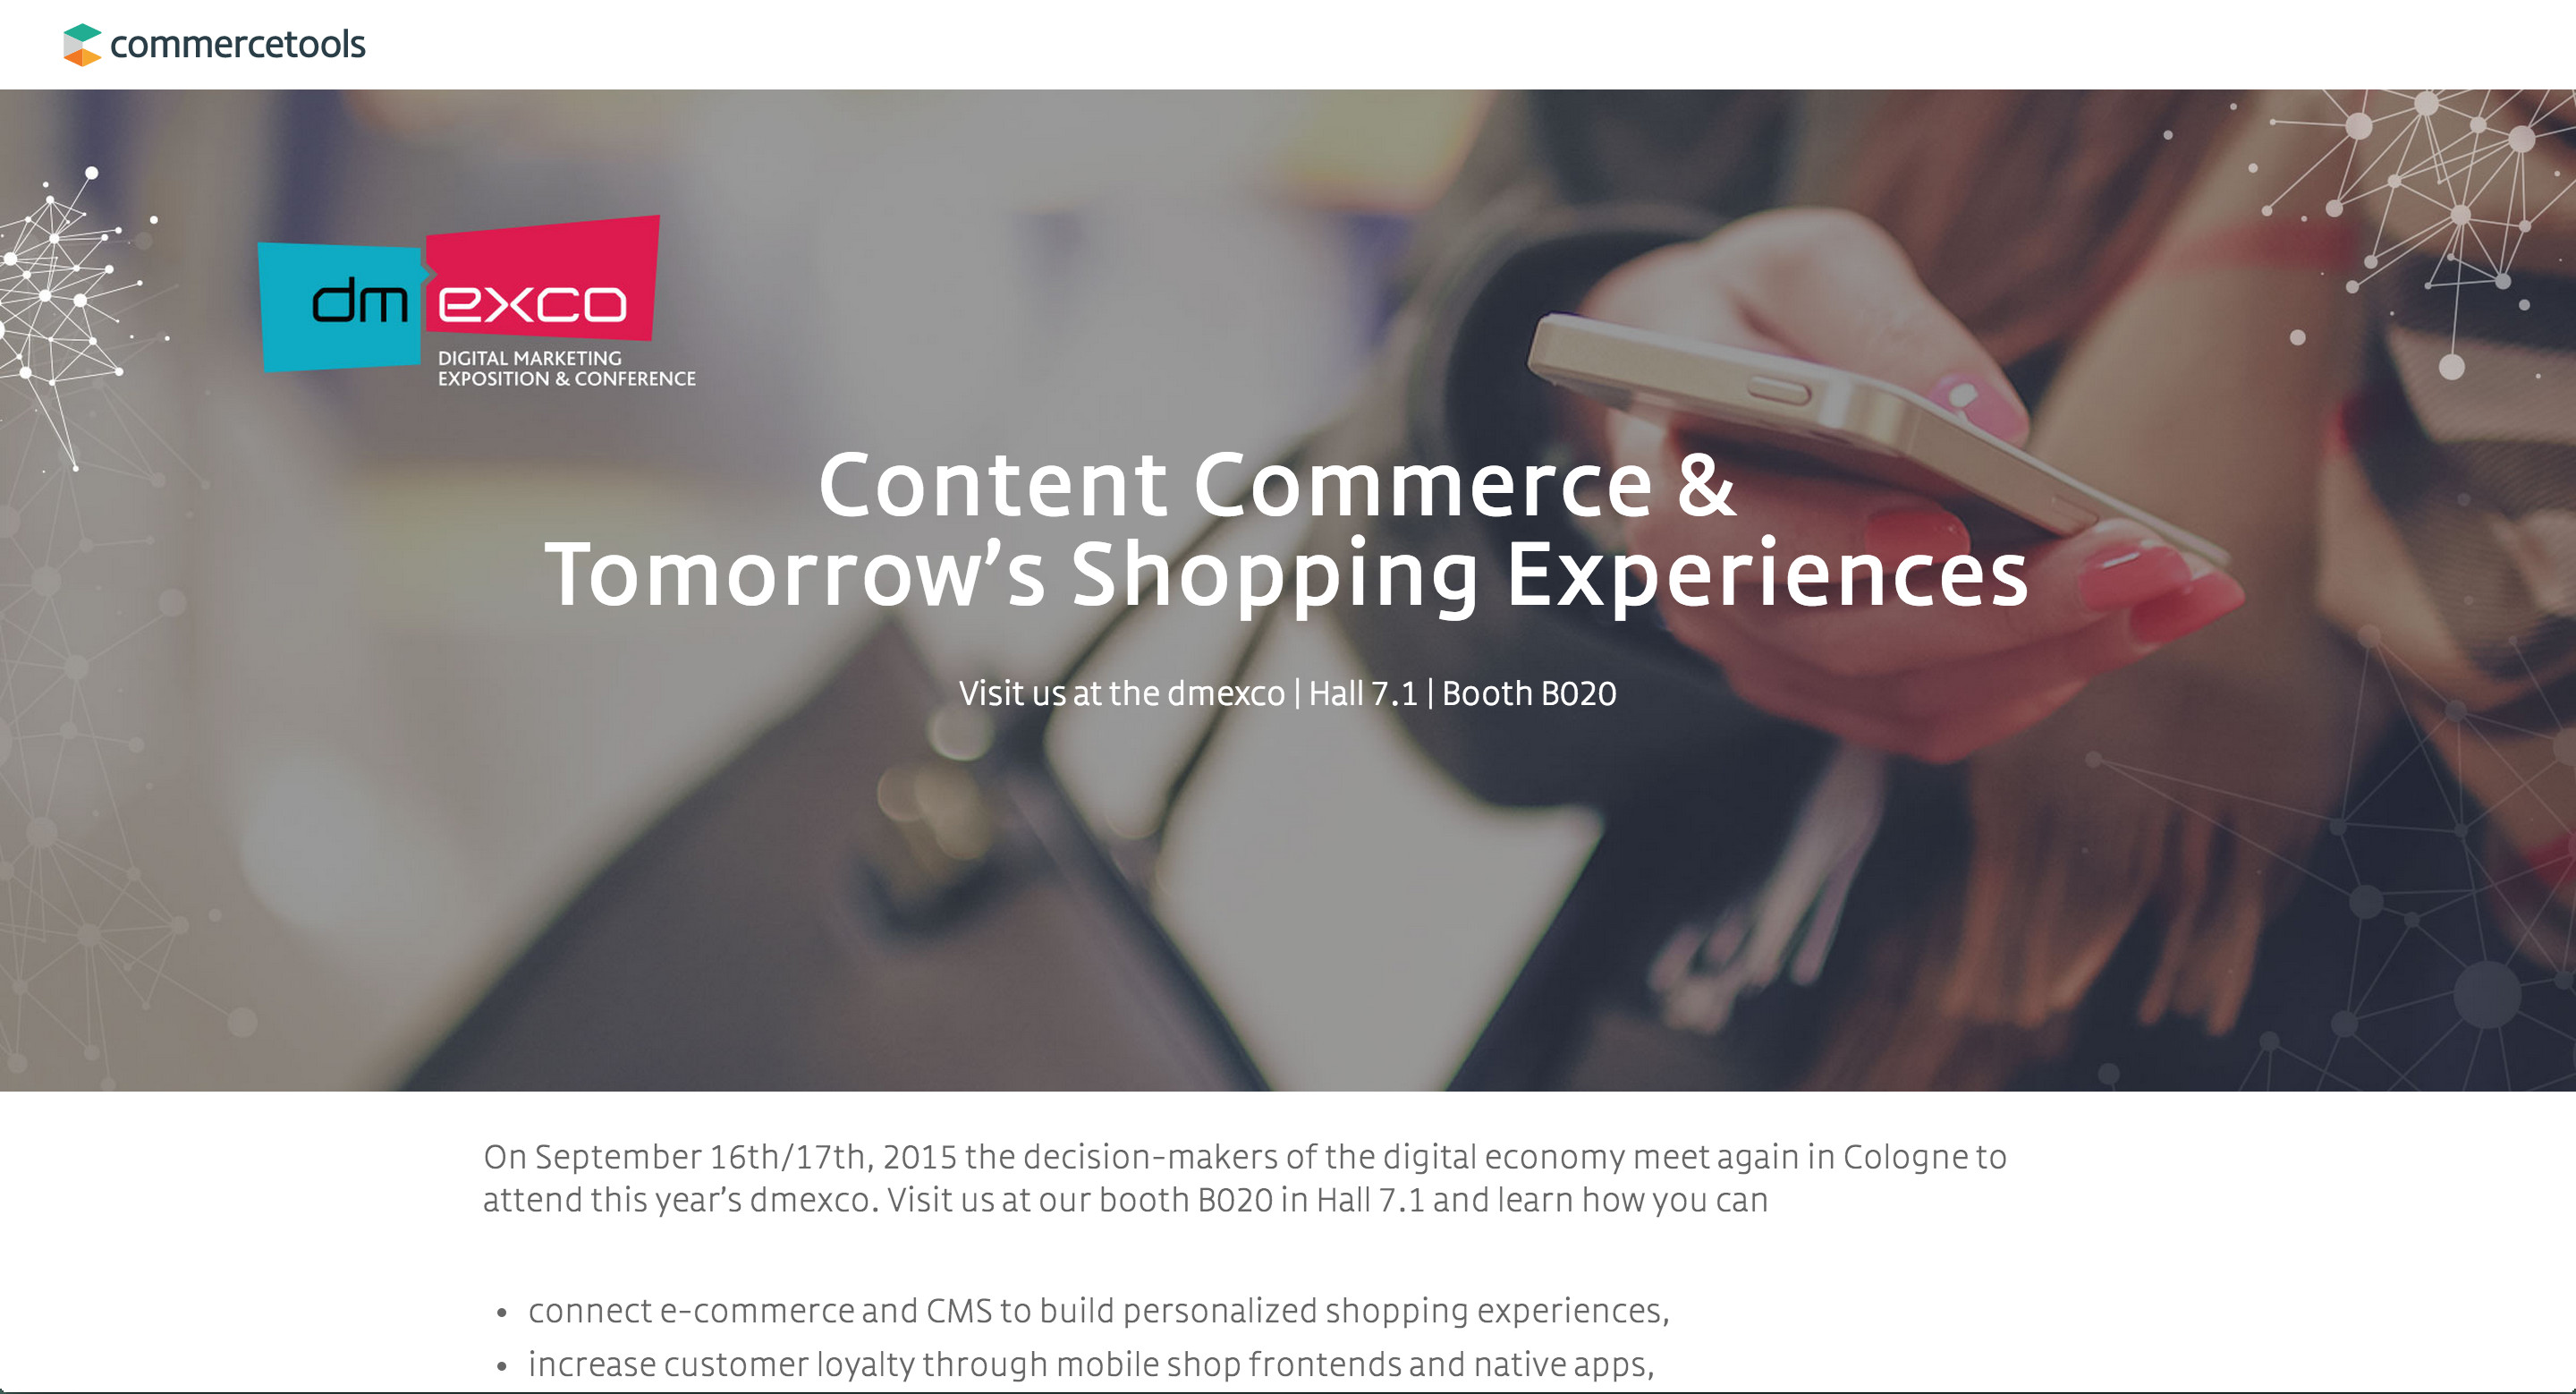 commercetools
dm exco
DIGITAL MARKETING
EXPOSITION & CONFERENCE
Content Commerce &
Tomorrow’s Shopping Experiences
Visit us at the dmexco | Hall 7.1 | Booth B020
On September 16th/17th, 2015 the decision-makers of the digital economy meet again in Cologne to
attend this year’s dmexco. Visit us at our booth B020 in Hall 7.1 and learn how you can
• connect e-commerce and CMS to build personalized shopping experiences,
• increase customer loyalty through mobile shop frontends and native apps,